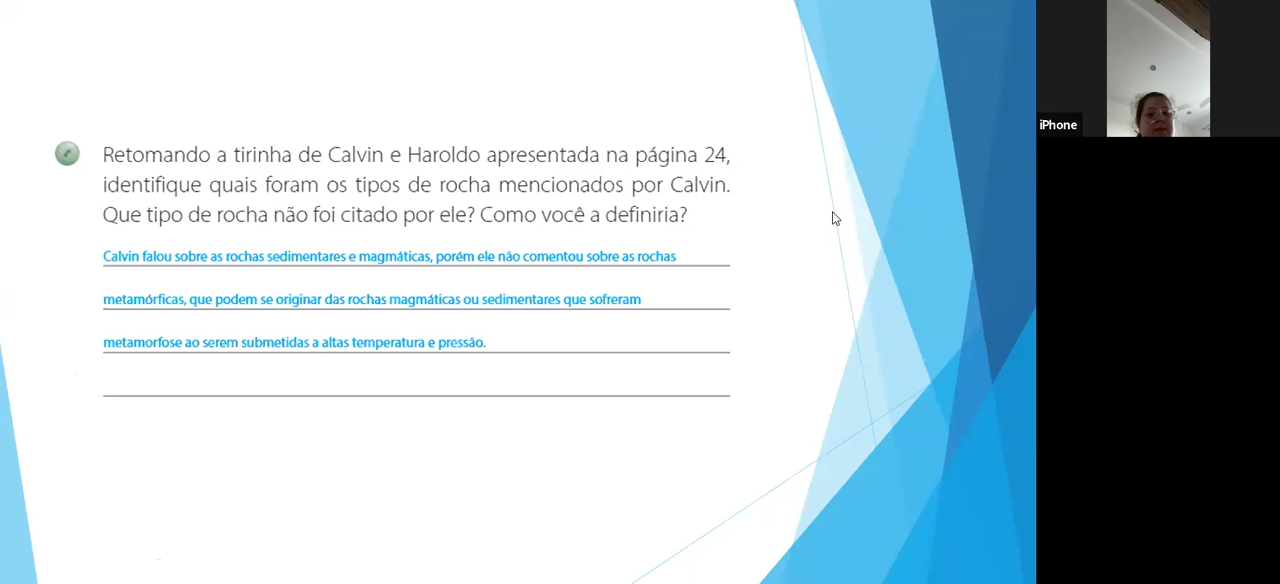 Retomando a tirinha de Calvin e Haroldo apresentada na página 24,
identifique quais foram os tipos de rocha mencionados por Calvin.
Que tipo de rocha não foi citado por ele? Como você a definiria?
Calvin falou sobre as rochas sedimentares e magmáticas, porém ele não comentou sobre as rochas
metamórficas, que podem se originar das rochas magmáticas ou sedimentares que sofreram
metamorfose ao serem submetidas a altas temperatura e pressão.
iPhone